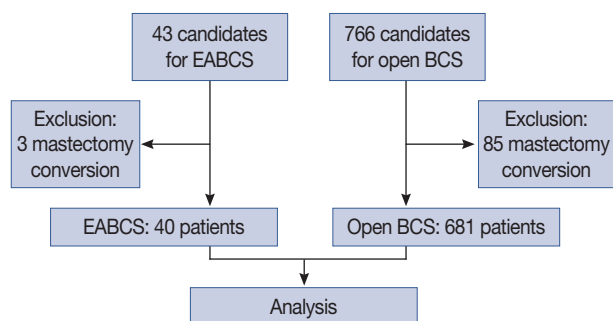 43 candidates
for EABCS
766 candidates
for open BCS
Exclusion:
3 mastectomy
conversion
Exclusion:
85 mastectomy
conversion
EABCS: 40 patients
Open BCS: 681 patients
Analysis